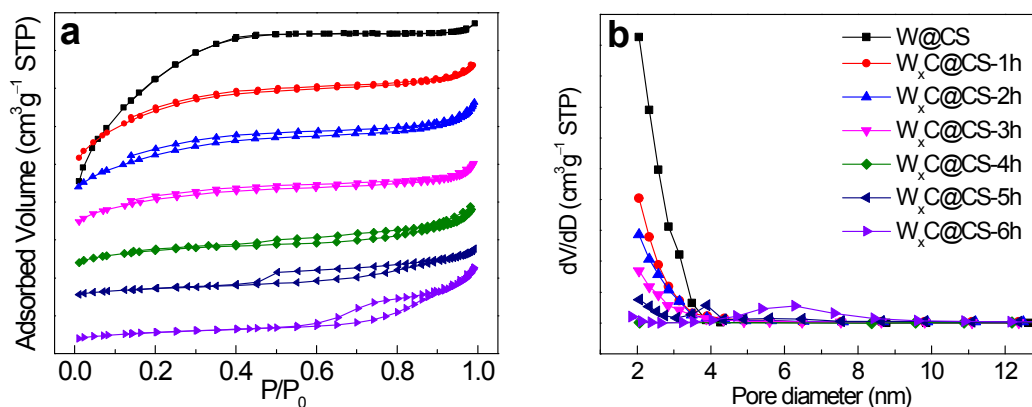 a
Adsorbed Volume (cm³g⁻¹ STP)
0.0 0.2 0.4 0.6 0.8 1.0
P/P₀
b
dV/dD (cm³g⁻¹ STP)
W@CS
WₓC@CS-1h
WₓC@CS-2h
WₓC@CS-3h
WₓC@CS-4h
WₓC@CS-5h
WₓC@CS-6h
2 4 6 8 10 12
Pore diameter (nm)